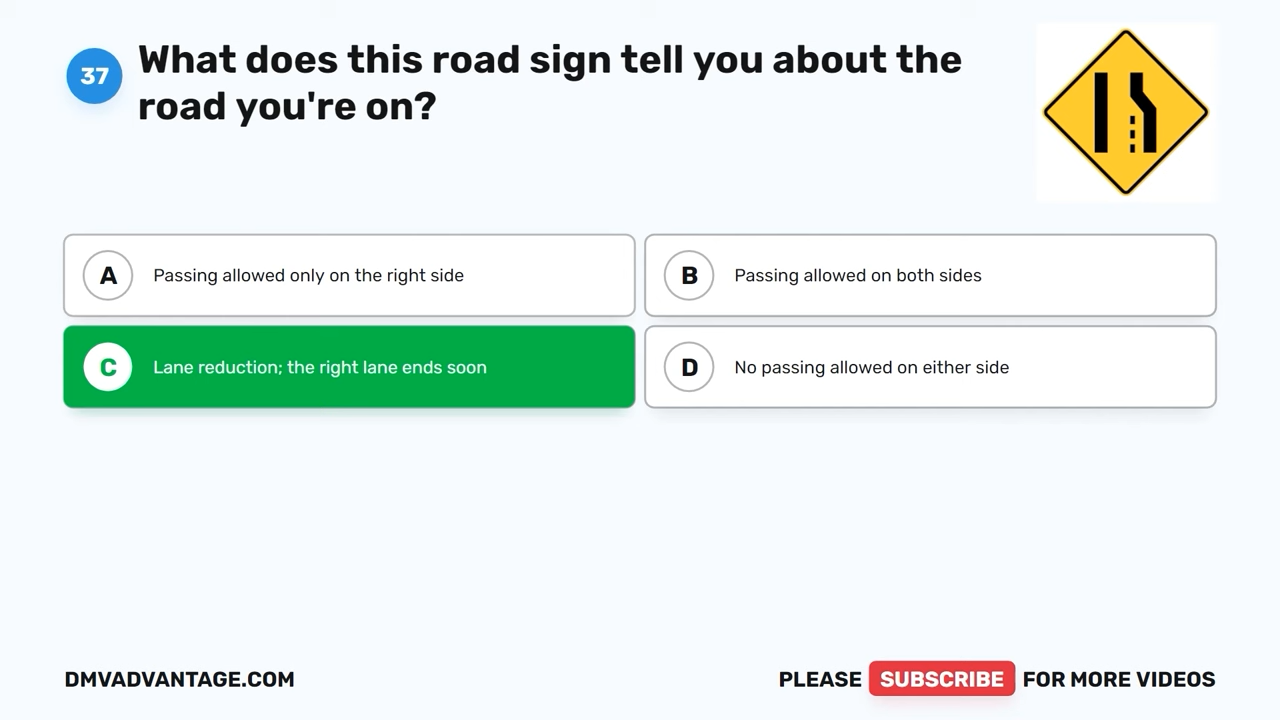 37
What does this road sign tell you about the
road you're on?
A Passing allowed only on the right side
B Passing allowed on both sides
C Lane reduction; the right lane ends soon
D No passing allowed on either side
DMVADVANTAGE.COM
PLEASE SUBSCRIBE FOR MORE VIDEOS